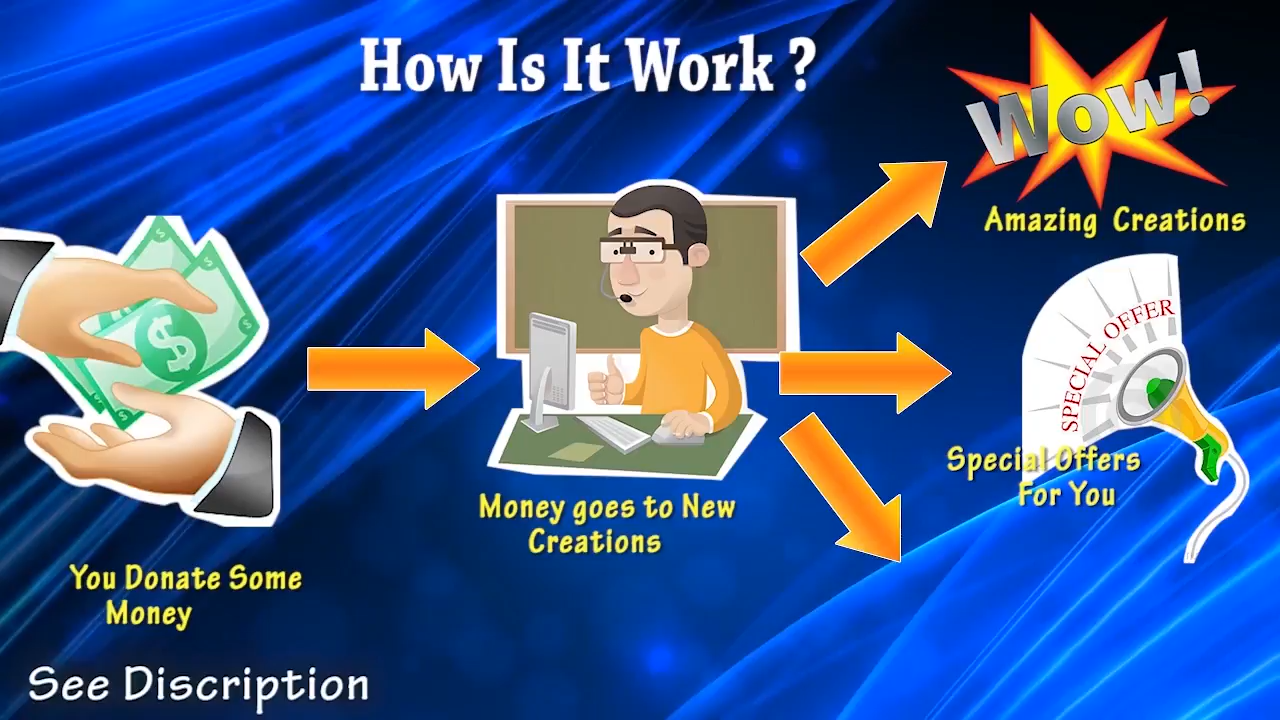 How Is It Work ?
Wow!
Amazing Creations
SPECIAL OFFER
Special Offers
For You
Money goes to New
Creations
You Donate Some
Money
See Discription